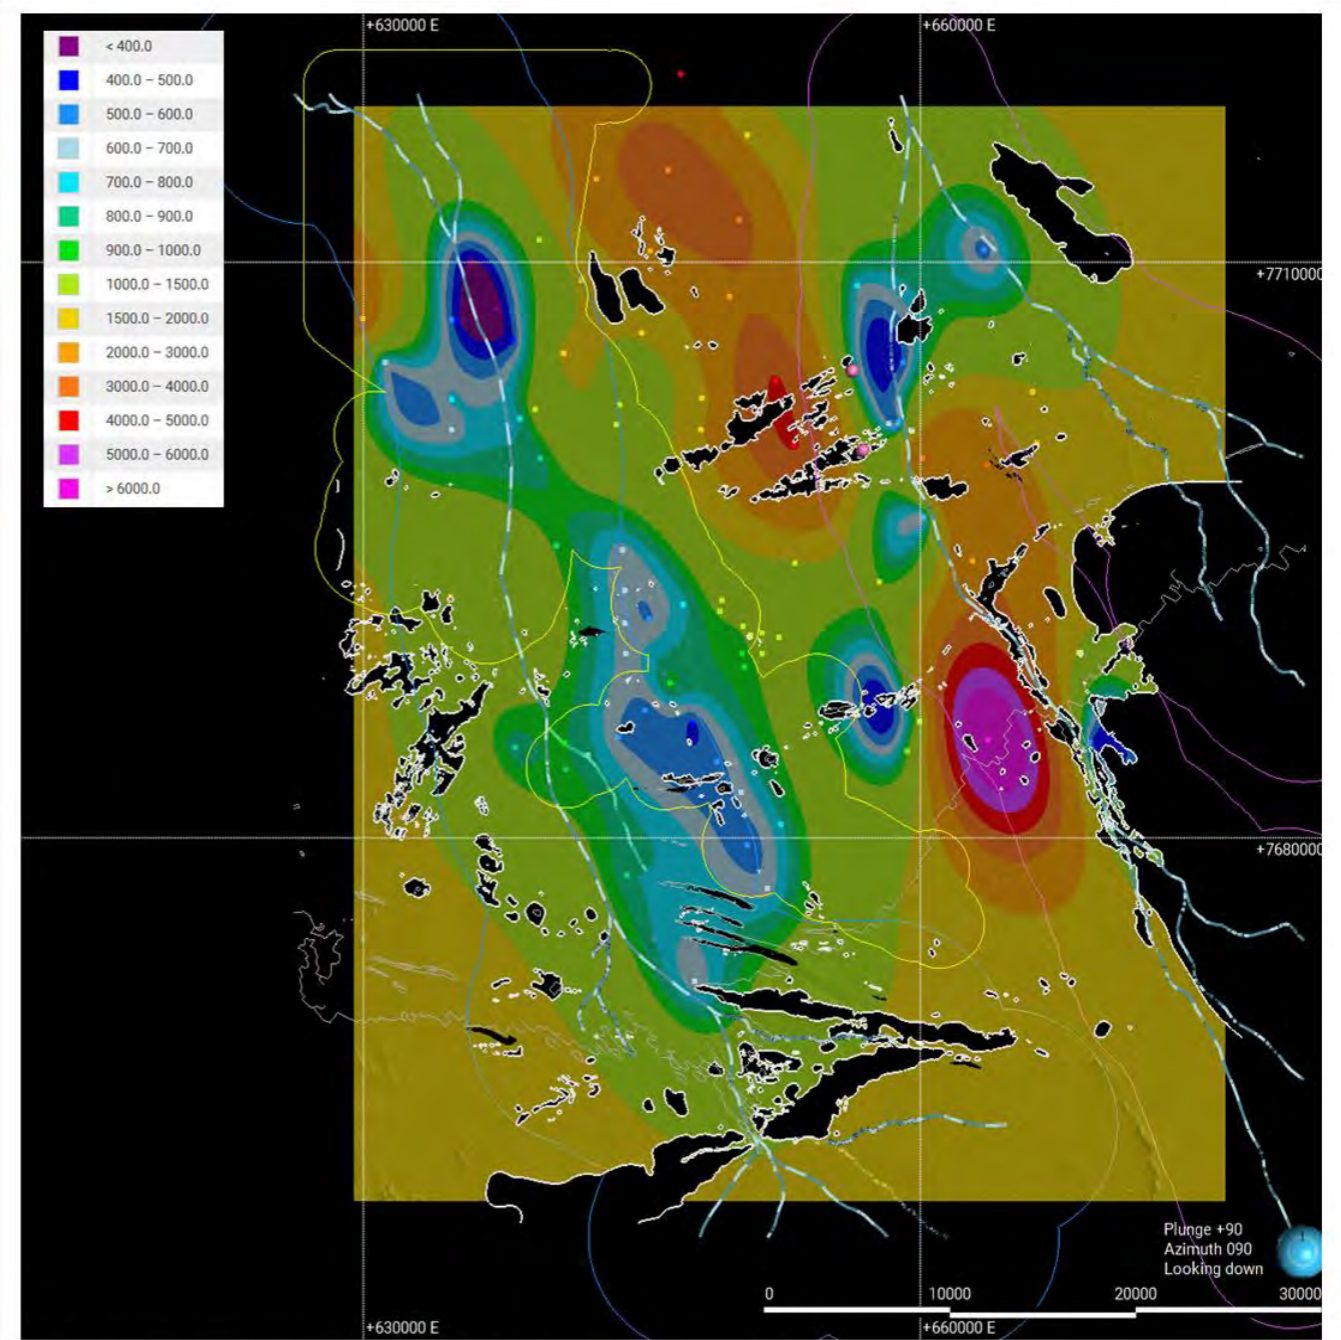 +630000 E
+660000 E
< 400.0
400.0 – 500.0
500.0 – 600.0
600.0 – 700.0
700.0 – 800.0
800.0 – 900.0
900.0 – 1000.0
1000.0 – 1500.0
1500.0 – 2000.0
2000.0 – 3000.0
3000.0 – 4000.0
4000.0 – 5000.0
5000.0 – 6000.0
> 6000.0
+7710000
+7680000
Plunge +90
Azimuth 090
Looking down
0 10000 20000 30000
+630000 E
+660000 E